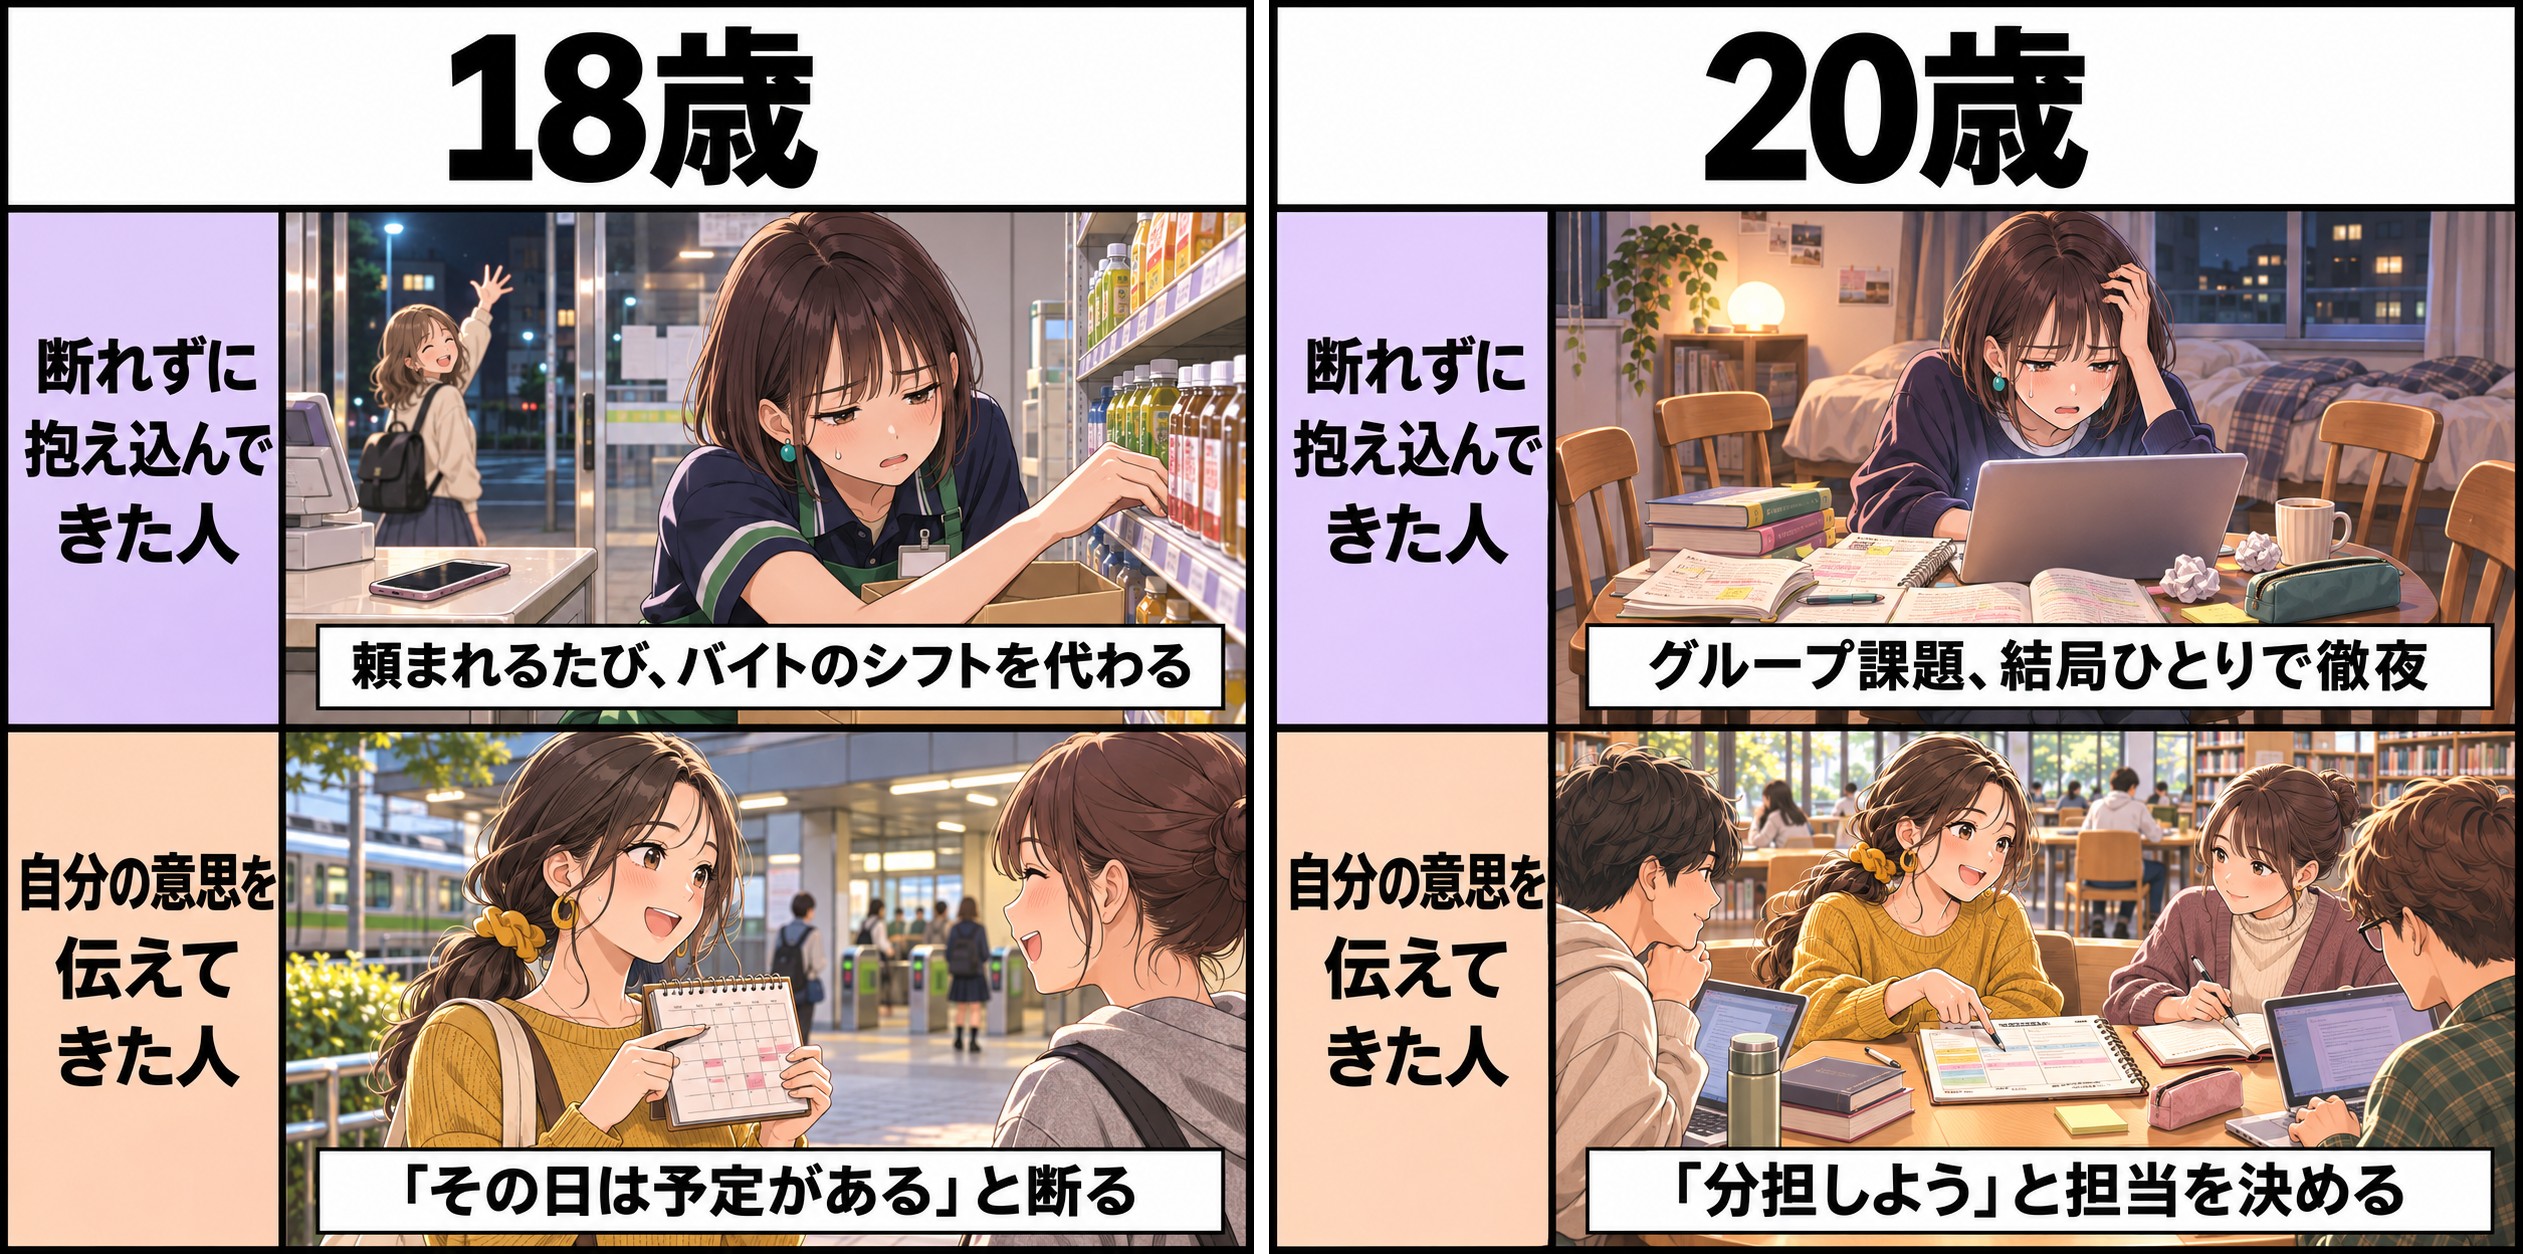 18歳
断れずに
抱え込んで
きた人
頼まれるたび、バイトのシフトを代わる
自分の意思を
伝えて
きた人
「その日は予定がある」と断る
20歳
断れずに
抱え込んで
きた人
グループ課題、結局ひとりで徹夜
自分の意思を
伝えて
きた人
「分担しよう」と担当を決める